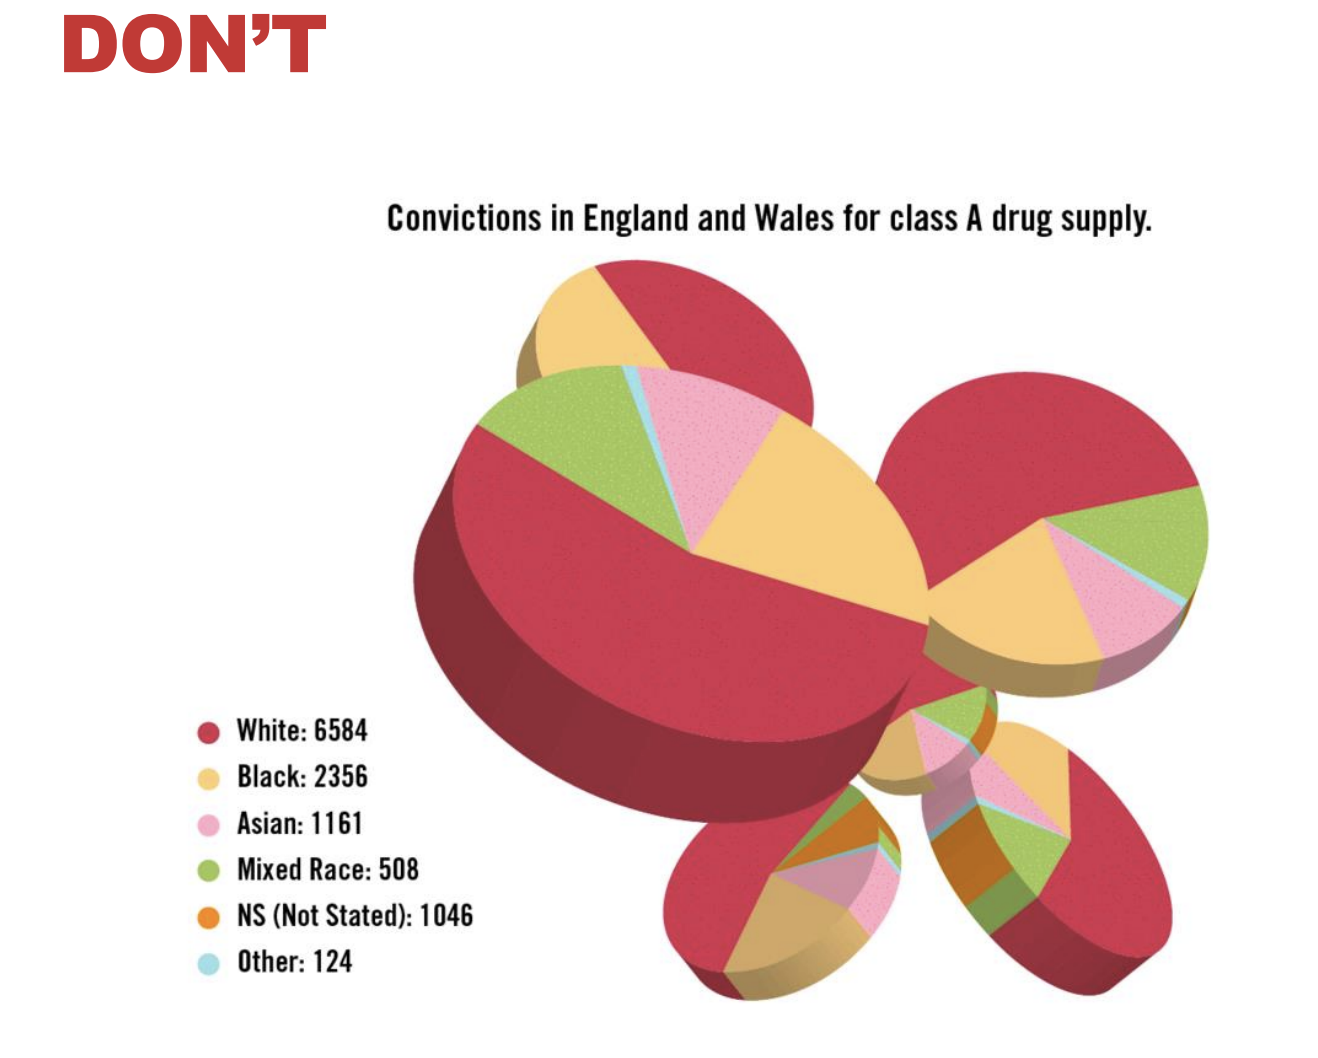 DON’T
Convictions in England and Wales for class A drug supply.
White: 6584
Black: 2356
Asian: 1161
Mixed Race: 508
NS (Not Stated): 1046
Other: 124